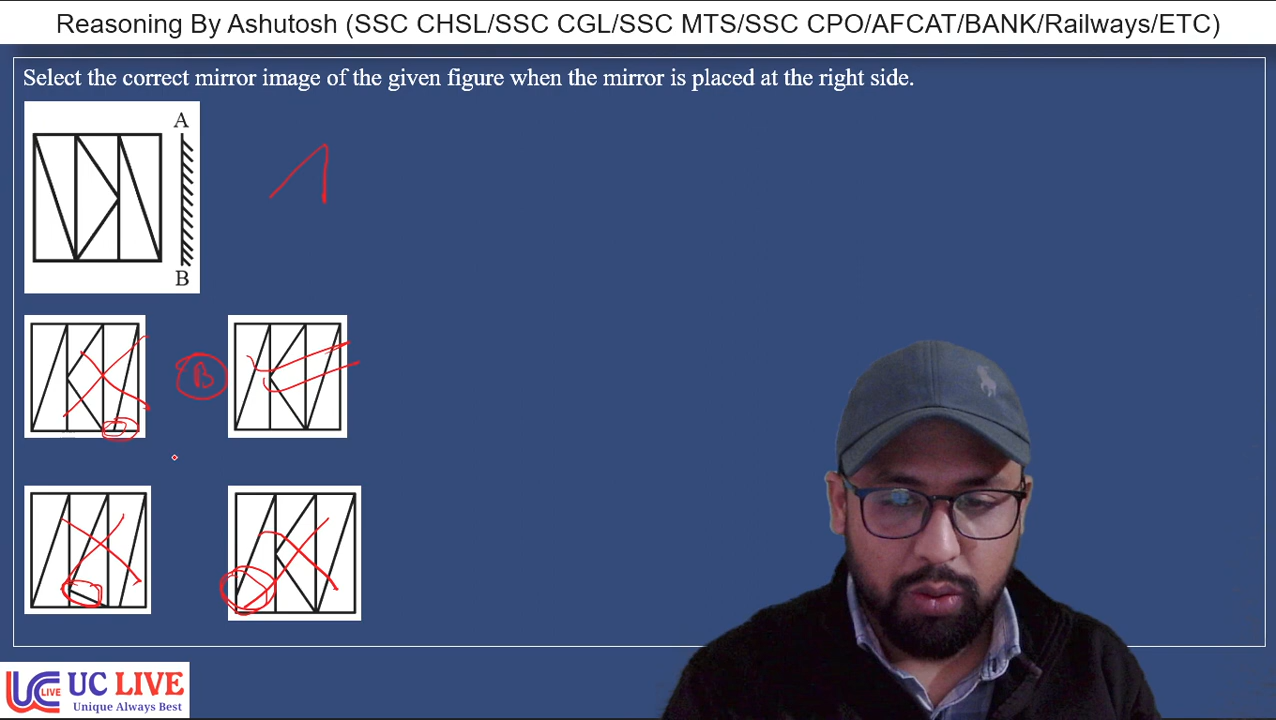 Reasoning By Ashutosh (SSC CHSL/SSC CGL/SSC MTS/SSC CPO/AFCAT/BANK/Railways/ETC)
Select the correct mirror image of the given figure when the mirror is placed at the right side.
A
B
B
LIVE
UC LIVE
Unique Always Best